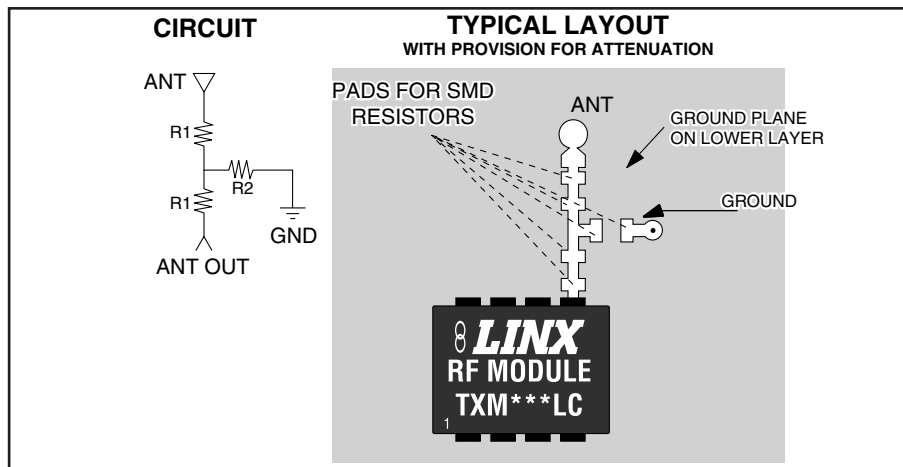 CIRCUIT
ANT
R1
R2
R1
GND
ANT OUT
TYPICAL LAYOUT
WITH PROVISION FOR ATTENUATION
PADS FOR SMD
RESISTORS
ANT
GROUND PLANE
ON LOWER LAYER
GROUND
LINX
RF MODULE
TXM***LC
1